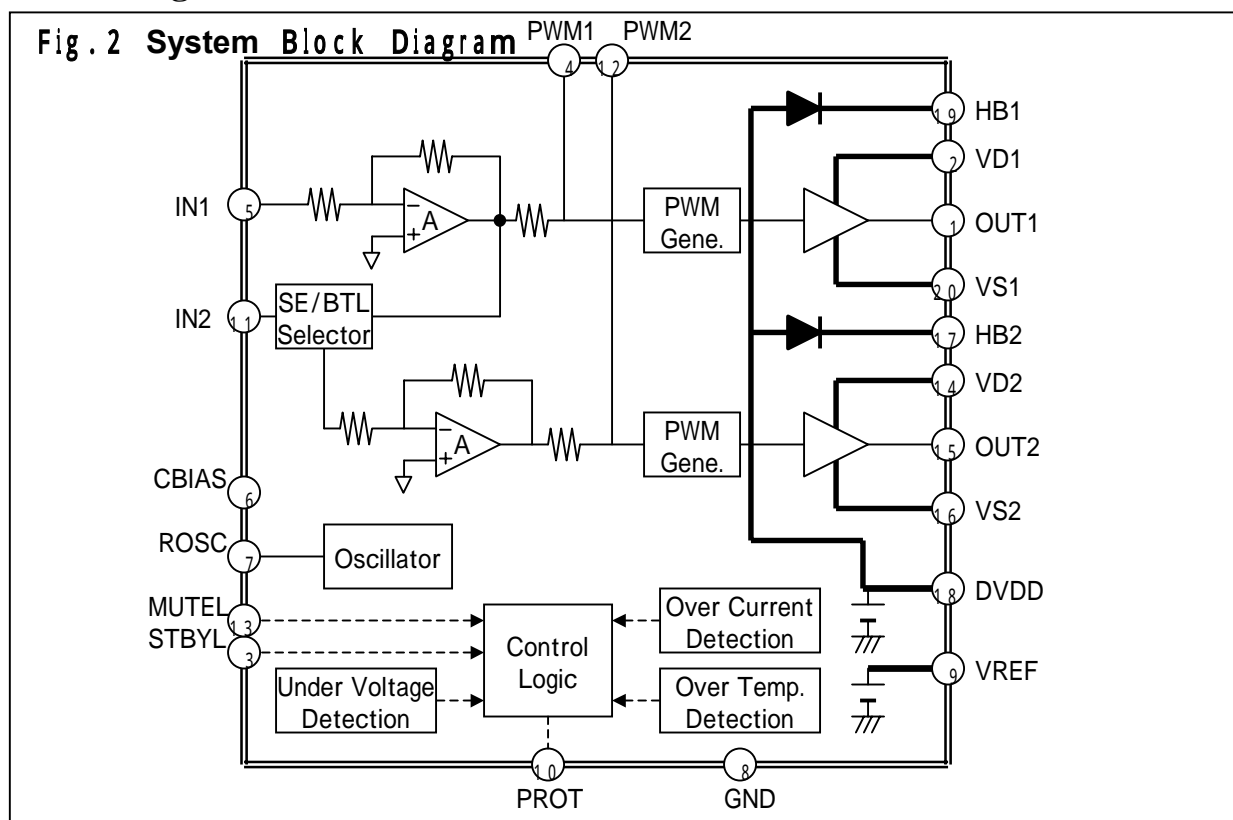 Fig.2 System Block Diagram
PWM1
PWM2
4
12
19
HB1
2
VD1
IN1
5
−
+
A
PWM
Gene.
1
OUT1
20
VS1
IN2
11
SE/BTL
Selector
17
HB2
14
VD2
−
+
A
PWM
Gene.
15
OUT2
CBIAS
6
16
VS2
ROSC
7
Oscillator
18
DVDD
MUTEL
13
STBYL
3
Control
Logic
Over Current
Detection
Under Voltage
Detection
Over Temp.
Detection
9
VREF
10
PROT
8
GND